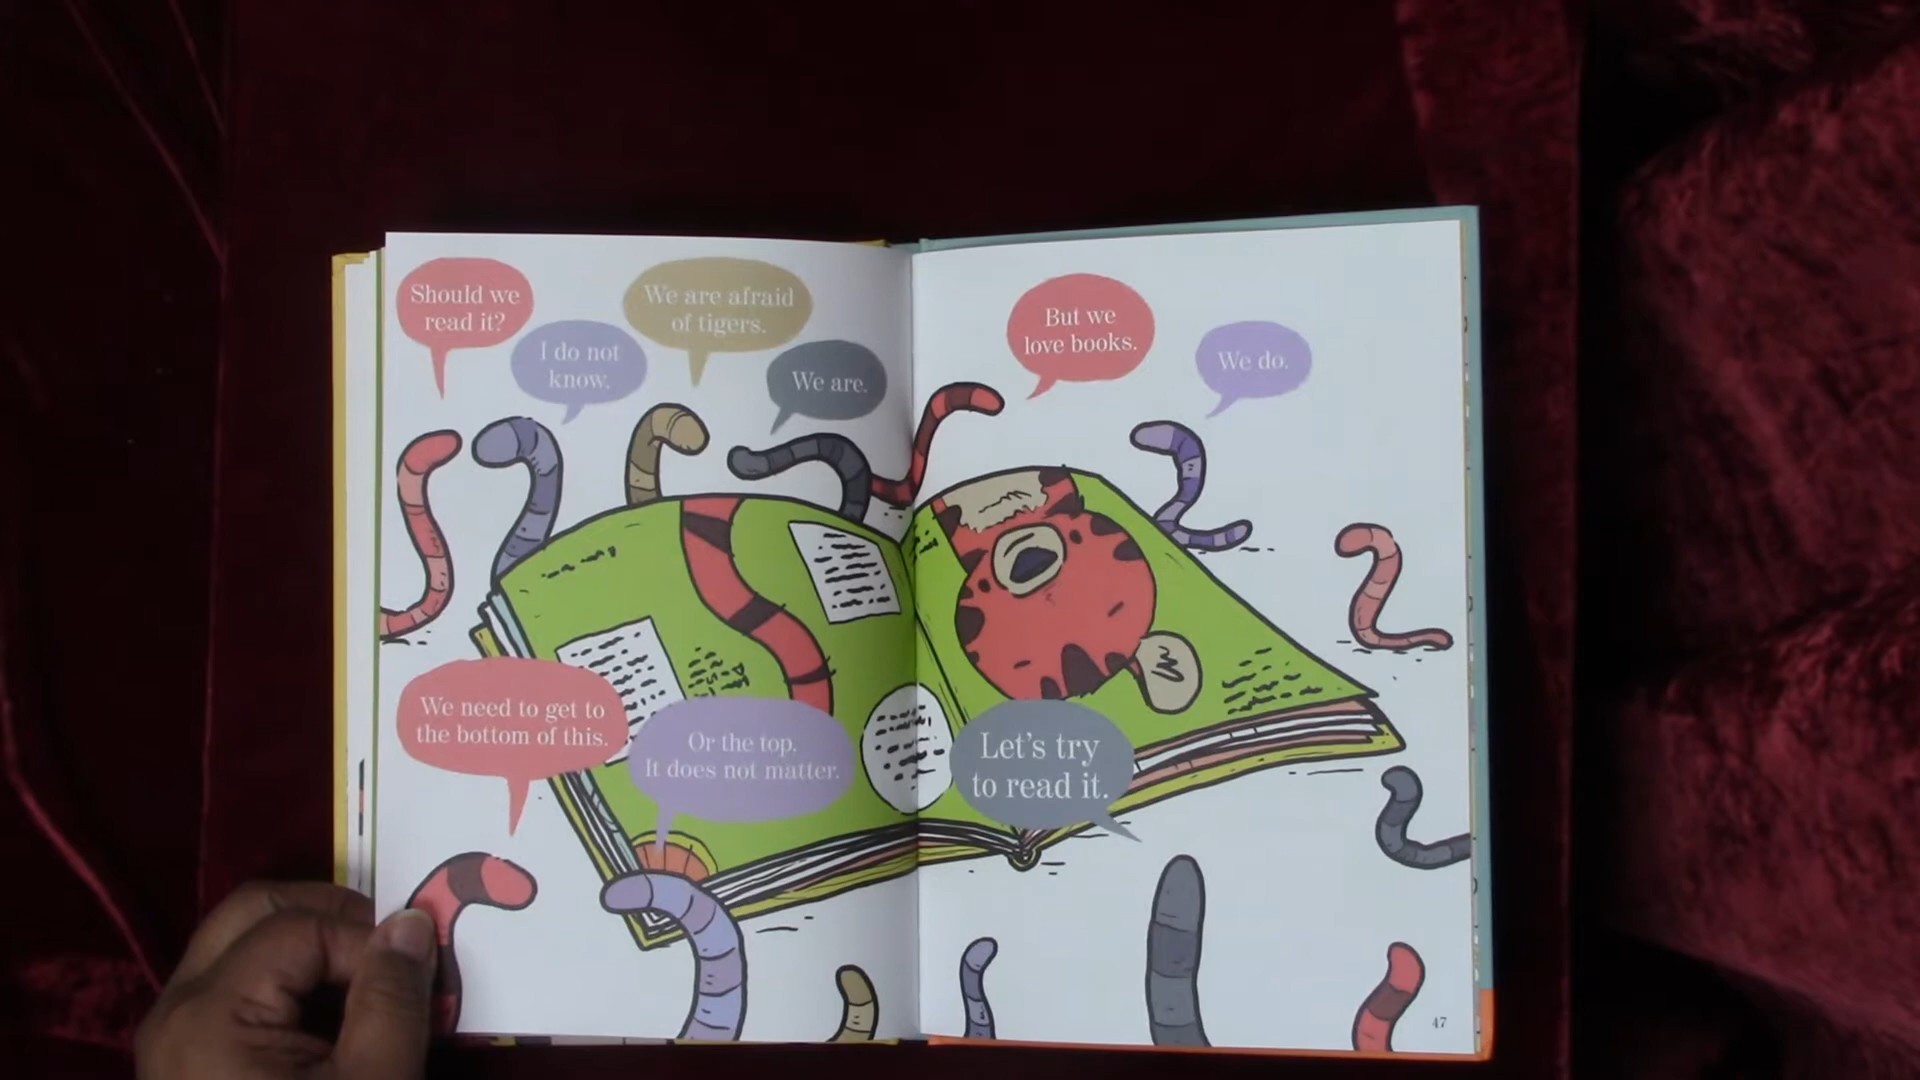 Should we
read it?
I do not
know.
We are afraid
of tigers.
We are.
But we
love books.
We do.
We need to get to
the bottom of this.
Or the top.
It does not matter.
Let's try
to read it.
47